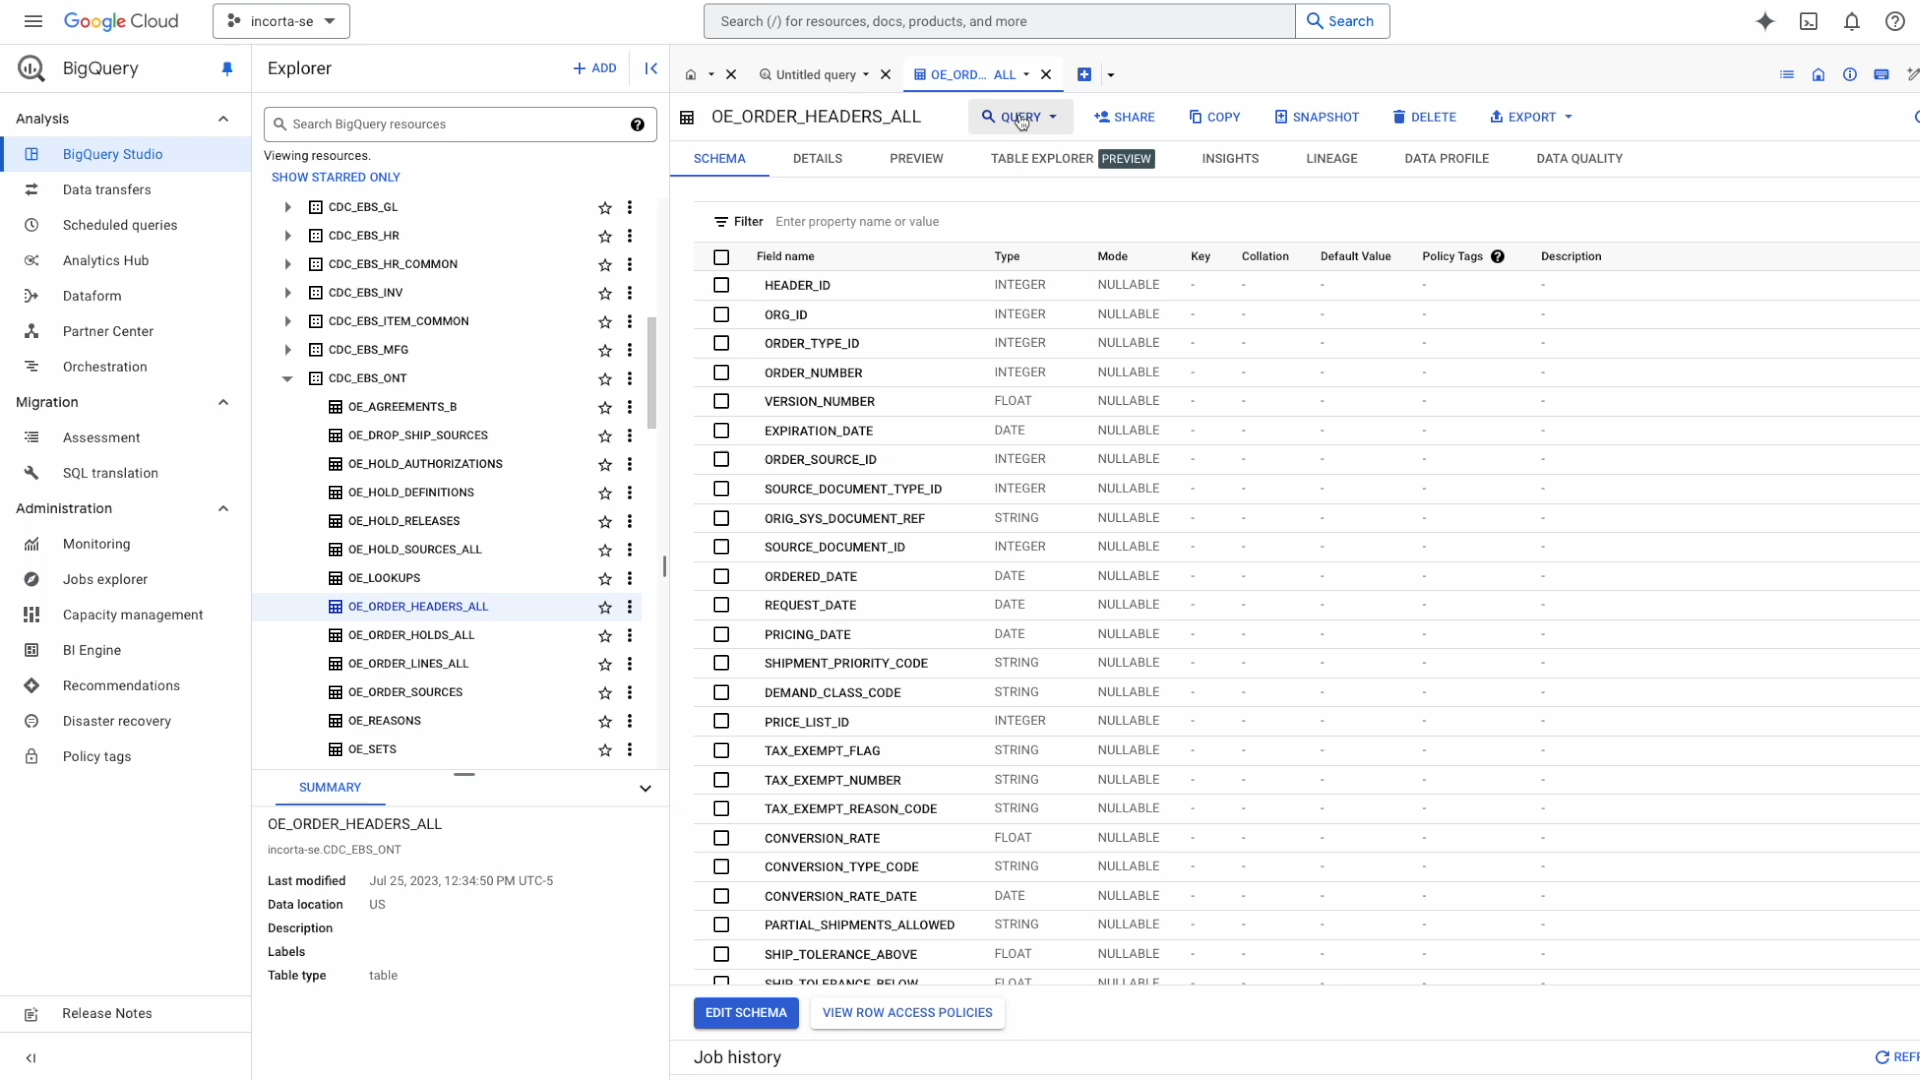 Google Cloud
incorta-se
Search (/) for resources, docs, products, and more
Search
BigQuery
Explorer
ADD
Untitled query
OE_ORD... ALL
Analysis
BigQuery Studio
Data transfers
Scheduled queries
Analytics Hub
Dataform
Partner Center
Orchestration
Migration
Assessment
SQL translation
Administration
Monitoring
Jobs explorer
Capacity management
BI Engine
Recommendations
Disaster recovery
Policy tags
Release Notes
Search BigQuery resources
Viewing resources.
SHOW STARRED ONLY
CDC_EBS_GL
CDC_EBS_HR
CDC_EBS_HR_COMMON
CDC_EBS_INV
CDC_EBS_ITEM_COMMON
CDC_EBS_MFG
CDC_EBS_ONT
OE_AGREEMENTS_B
OE_DROP_SHIP_SOURCES
OE_HOLD_AUTHORIZATIONS
OE_HOLD_DEFINITIONS
OE_HOLD_RELEASES
OE_HOLD_SOURCES_ALL
OE_LOOKUPS
OE_ORDER_HEADERS_ALL
OE_ORDER_HOLDS_ALL
OE_ORDER_LINES_ALL
OE_ORDER_SOURCES
OE_REASONS
OE_SETS
SUMMARY
OE_ORDER_HEADERS_ALL
incorta-se.CDC_EBS_ONT
Last modified Jul 25, 2023, 12:34:50 PM UTC-5
Data location US
Description
Labels
Table type table
OE_ORDER_HEADERS_ALL QUERY SHARE COPY SNAPSHOT DELETE EXPORT
SCHEMA DETAILS PREVIEW TABLE EXPLORER PREVIEW INSIGHTS LINEAGE DATA PROFILE DATA QUALITY
Filter Enter property name or value
Field name Type Mode Key Collation Default Value Policy Tags Description
HEADER_ID INTEGER NULLABLE - - - - -
ORG_ID INTEGER NULLABLE - - - - -
ORDER_TYPE_ID INTEGER NULLABLE - - - - -
ORDER_NUMBER INTEGER NULLABLE - - - - -
VERSION_NUMBER FLOAT NULLABLE - - - - -
EXPIRATION_DATE DATE NULLABLE - - - - -
ORDER_SOURCE_ID INTEGER NULLABLE - - - - -
SOURCE_DOCUMENT_TYPE_ID INTEGER NULLABLE - - - - -
ORIG_SYS_DOCUMENT_REF STRING NULLABLE - - - - -
SOURCE_DOCUMENT_ID INTEGER NULLABLE - - - - -
ORDERED_DATE DATE NULLABLE - - - - -
REQUEST_DATE DATE NULLABLE - - - - -
PRICING_DATE DATE NULLABLE - - - - -
SHIPMENT_PRIORITY_CODE STRING NULLABLE - - - - -
DEMAND_CLASS_CODE STRING NULLABLE - - - - -
PRICE_LIST_ID INTEGER NULLABLE - - - - -
TAX_EXEMPT_FLAG STRING NULLABLE - - - - -
TAX_EXEMPT_NUMBER STRING NULLABLE - - - - -
TAX_EXEMPT_REASON_CODE STRING NULLABLE - - - - -
CONVERSION_RATE FLOAT NULLABLE - - - - -
CONVERSION_TYPE_CODE STRING NULLABLE - - - - -
CONVERSION_RATE_DATE DATE NULLABLE - - - - -
PARTIAL_SHIPMENTS_ALLOWED STRING NULLABLE - - - - -
SHIP_TOLERANCE_ABOVE FLOAT NULLABLE - - - - -
SHIP_TOLERANCE_BELOW FLOAT NULLABLE - - - - -
EDIT SCHEMA VIEW ROW ACCESS POLICIES
Job history
REFR